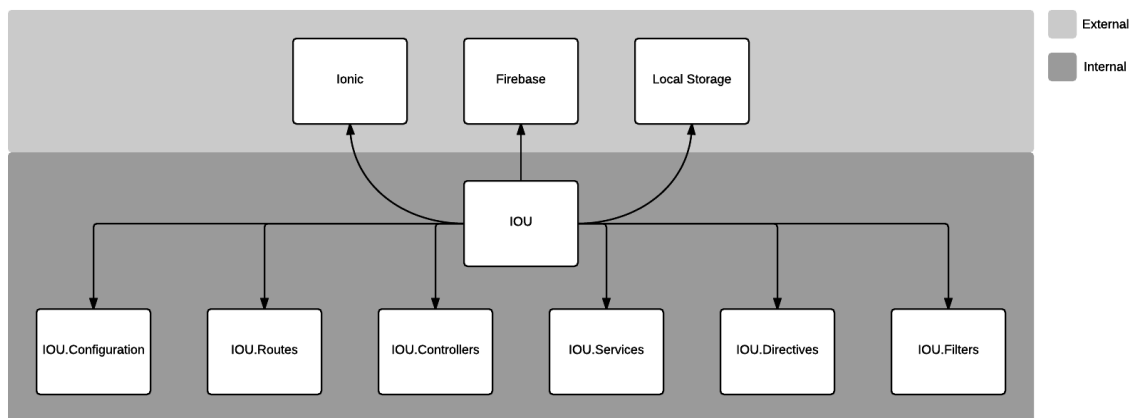 External
Internal
Ionic
Firebase
Local Storage
IOU
IOU.Configuration
IOU.Routes
IOU.Controllers
IOU.Services
IOU.Directives
IOU.Filters